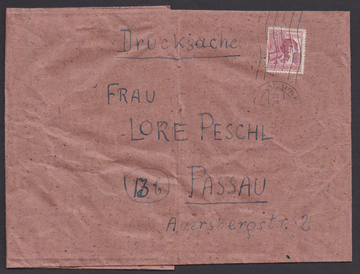 Drucksache
FRAU
LORE PESCHL
(13b) PASSAU
Auersbergstr. 2